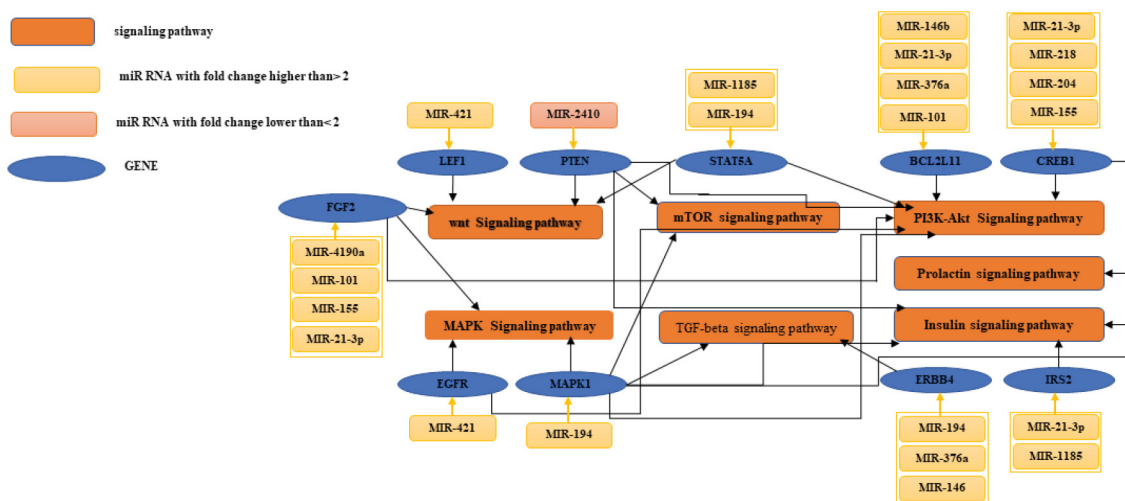 signaling pathway
miR RNA with fold change higher than> 2
miR RNA with fold change lower than< 2
GENE
MIR-421
MIR-2410
MIR-1185
MIR-194
MIR-146b
MIR-21-3p
MIR-376a
MIR-101
MIR-21-3p
MIR-218
MIR-204
MIR-155
LEF1
PTEN
STAT5A
BCL2L11
CREB1
FGF2
wnt Signaling pathway
mTOR signaling pathway
PI3K-Akt Signaling pathway
MIR-4190a
MIR-101
MIR-155
MIR-21-3p
Prolactin signaling pathway
MAPK Signaling pathway
TGF-beta signaling pathway
Insulin signaling pathway
EGFR
MAPK1
ERBB4
IRS2
MIR-421
MIR-194
MIR-194
MIR-376a
MIR-146
MIR-21-3p
MIR-1185